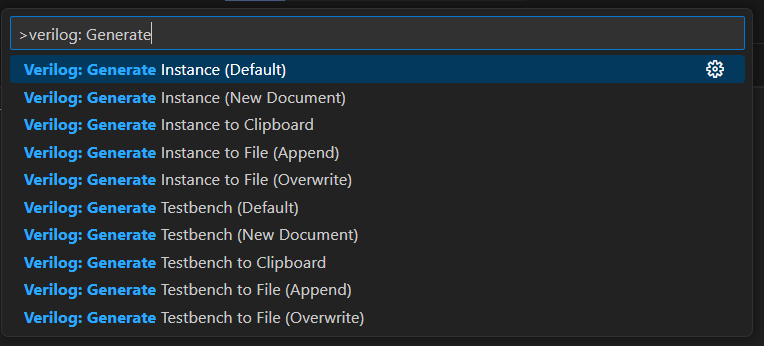 >verilog: Generate
Verilog: Generate Instance (Default)
Verilog: Generate Instance (New Document)
Verilog: Generate Instance to Clipboard
Verilog: Generate Instance to File (Append)
Verilog: Generate Instance to File (Overwrite)
Verilog: Generate Testbench (Default)
Verilog: Generate Testbench (New Document)
Verilog: Generate Testbench to Clipboard
Verilog: Generate Testbench to File (Append)
Verilog: Generate Testbench to File (Overwrite)